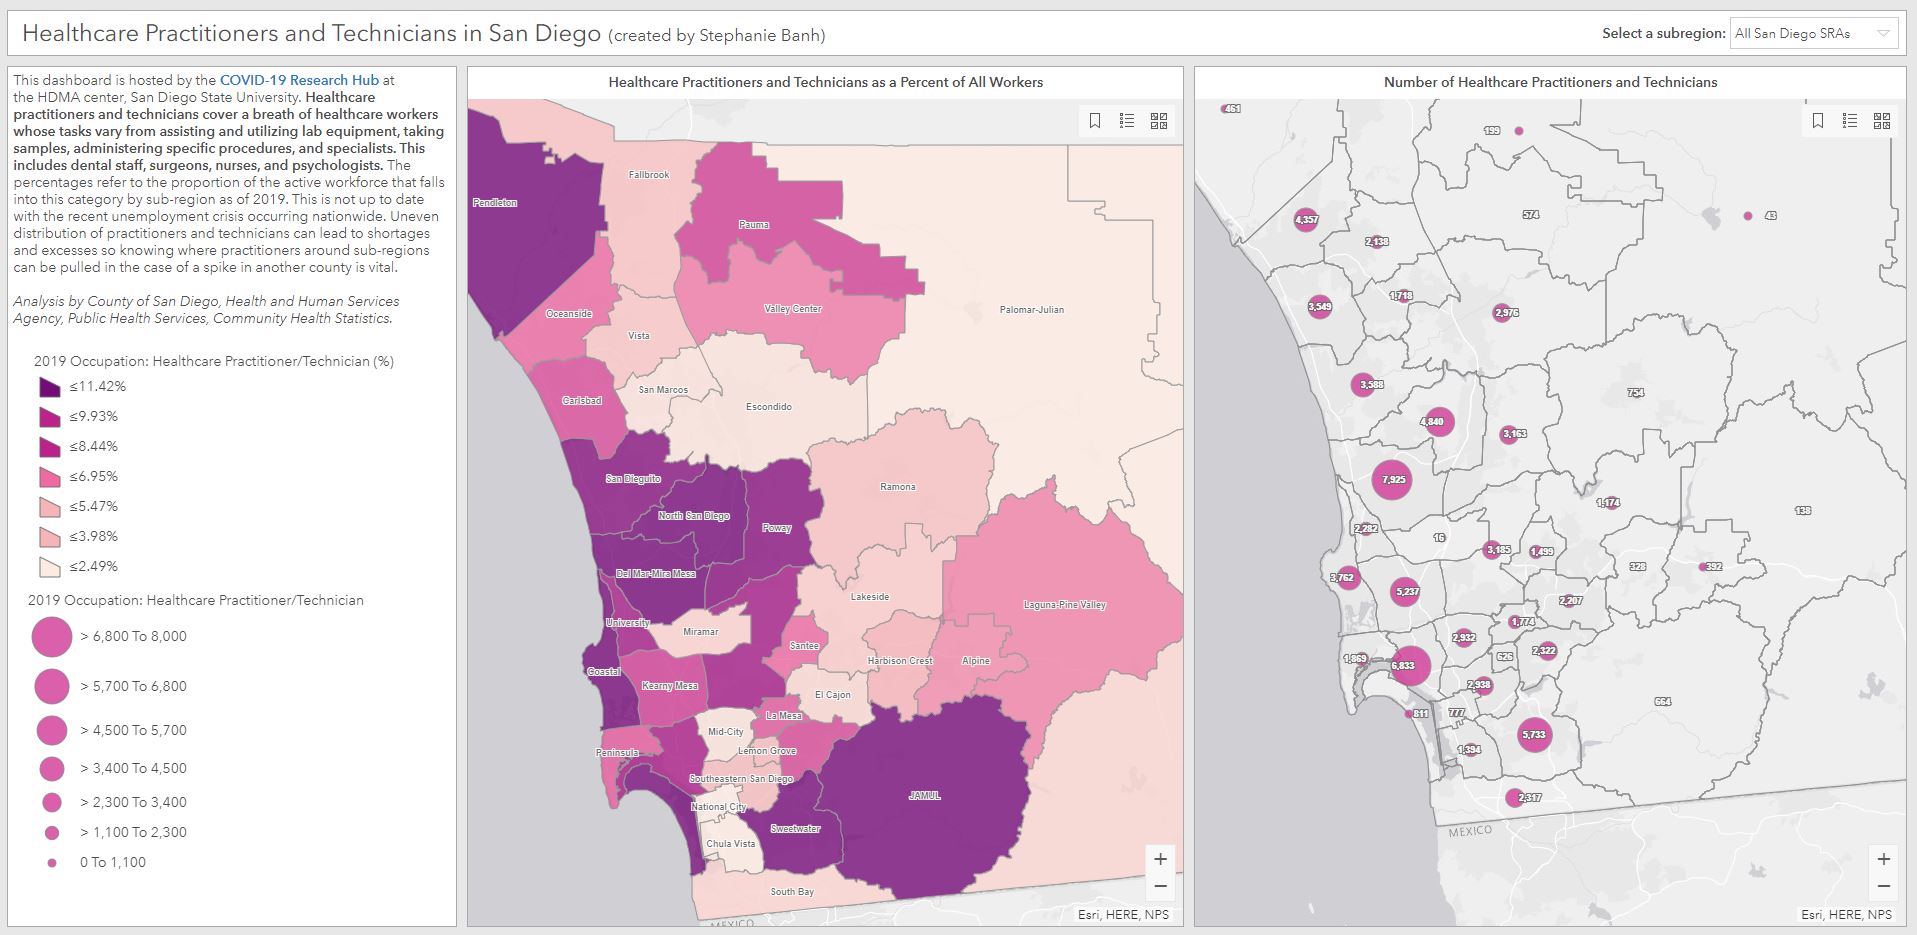 Healthcare Practitioners and Technicians in San Diego (created by Stephanie Banh)
Select a subregion: All San Diego SRAs
This dashboard is hosted by the COVID-19 Research Hub at
the HDMA center, San Diego State University. Healthcare
practitioners and technicians cover a breath of healthcare workers
whose tasks vary from assisting and utilizing lab equipment, taking
samples, administering specific procedures, and specialists. This
includes dental staff, surgeons, nurses, and psychologists. The
percentages refer to the proportion of the active workforce that falls
into this category by sub-region as of 2019. This is not up to date
with the recent unemployment crisis occurring nationwide. Uneven
distribution of practitioners and technicians can lead to shortages
and excesses so knowing where practitioners around sub-regions
can be pulled in the case of a spike in another county is vital.
Analysis by County of San Diego, Health and Human Services
Agency, Public Health Services, Community Health Statistics.
2019 Occupation: Healthcare Practitioner/Technician (%)
≤11.42%
≤9.93%
≤8.44%
≤6.95%
≤5.47%
≤3.98%
≤2.49%
2019 Occupation: Healthcare Practitioner/Technician
> 6,800 To 8,000
> 5,700 To 6,800
> 4,500 To 5,700
> 3,400 To 4,500
> 2,300 To 3,400
> 1,100 To 2,300
0 To 1,100
Healthcare Practitioners and Technicians as a Percent of All Workers
Fallbrook
Pendleton
Pauma
Valley Center
Palomar-Julian
Oceanside
Vista
San Marcos
Carlsbad
Escondido
San Dieguito
Ramona
North San Diego
Poway
Del Mar-Mira Mesa
Lakeside
Laguna-Pine Valley
University
Miramar
Santee
Harbison Crest
Alpine
Coastal
Kearny Mesa
El Cajon
La Mesa
Mid-City
Peninsula
Lemon Grove
Southeastern San Diego
JAMUL
National City
Sweetwater
Chula Vista
South Bay
MEXICO
+
−
Esri, HERE, NPS
Number of Healthcare Practitioners and Technicians
461
199
4,357
574
43
2,138
1,718
3,549
2,976
3,588
754
4,840
3,163
7,925
1,174
138
2,282
16
3,185
1,499
328
392
3,762
5,237
2,207
1,774
2,932
2,322
626
1,869
6,833
2,938
664
811
777
5,733
1,394
2,317
MEXICO
+
−
Esri, HERE, NPS